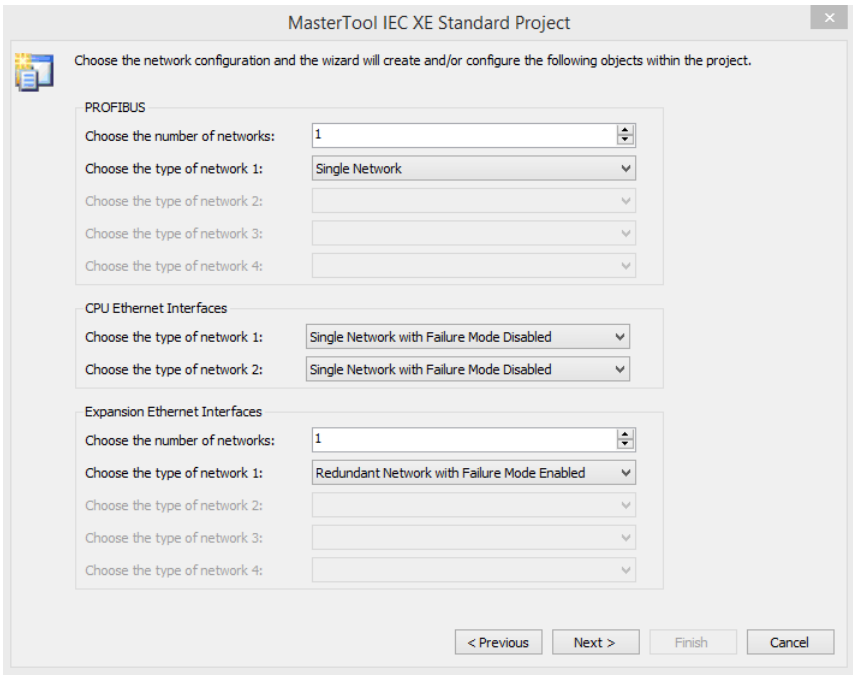 MasterTool IEC XE Standard Project
Choose the network configuration and the wizard will create and/or configure the following objects within the project.
PROFIBUS
Choose the number of networks: 1
Choose the type of network 1: Single Network
Choose the type of network 2:
Choose the type of network 3:
Choose the type of network 4:
CPU Ethernet Interfaces
Choose the type of network 1: Single Network with Failure Mode Disabled
Choose the type of network 2: Single Network with Failure Mode Disabled
Expansion Ethernet Interfaces
Choose the number of networks: 1
Choose the type of network 1: Redundant Network with Failure Mode Enabled
Choose the type of network 2:
Choose the type of network 3:
Choose the type of network 4:
< Previous Next > Finish Cancel